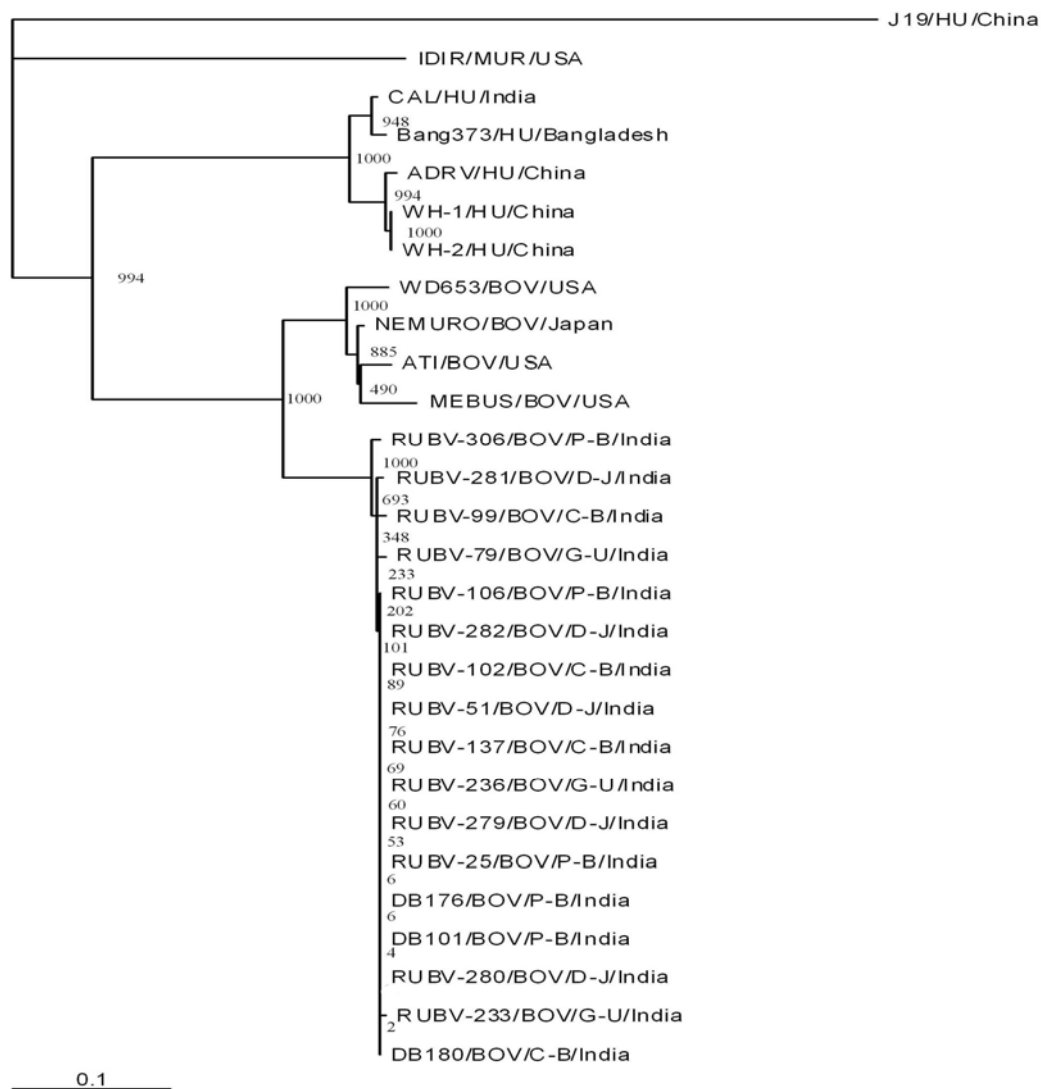 J19/HU/China
IDIR/MUR/USA
CAL/HU/India
948
Bang373/HU/Bangladesh
1000
ADRV/HU/China
994
WH-1/HU/China
1000
WH-2/HU/China
994
WD653/BOV/USA
1000
NEMURO/BOV/Japan
885
ATI/BOV/USA
490
1000
MEBUS/BOV/USA
RUBV-306/BOV/P-B/India
1000
RUBV-281/BOV/D-J/India
693
RUBV-99/BOV/C-B/India
348
RUBV-79/BOV/G-U/India
233
RUBV-106/BOV/P-B/India
202
RUBV-282/BOV/D-J/India
101
RUBV-102/BOV/C-B/India
89
RUBV-51/BOV/D-J/India
76
RUBV-137/BOV/C-B/India
69
RUBV-236/BOV/G-U/India
60
RUBV-279/BOV/D-J/India
53
RUBV-25/BOV/P-B/India
6
DB176/BOV/P-B/India
6
DB101/BOV/P-B/India
4
RUBV-280/BOV/D-J/India
RUBV-233/BOV/G-U/India
2
DB180/BOV/C-B/India
0.1